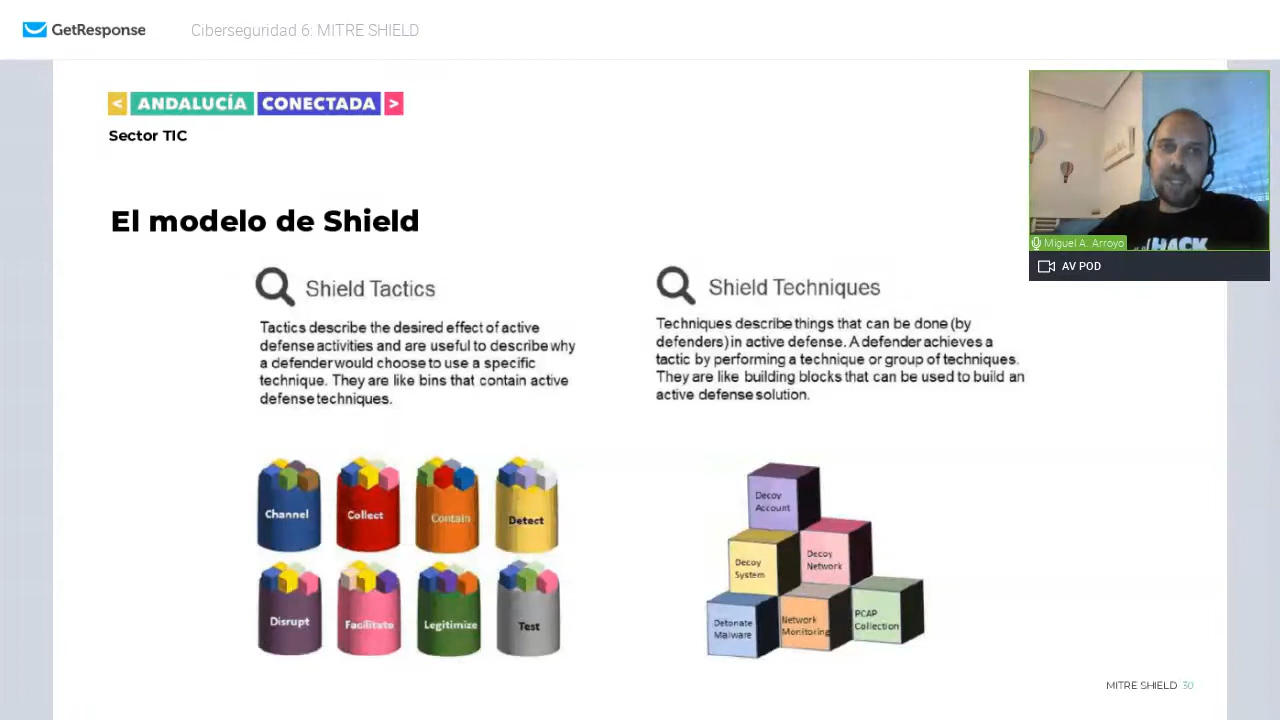 GetResponse
Ciberseguridad 6: MITRE SHIELD
< ANDALUCÍA CONECTADA >
Sector TIC
El modelo de Shield
Shield Tactics
Tactics describe the desired effect of active
defense activities and are useful to describe why
a defender would choose to use a specific
technique. They are like bins that contain active
defense techniques.
Channel
Collect
Contain
Detect
Disrupt
Facilitate
Legitimize
Test
Shield Techniques
Techniques describe things that can be done (by
defenders) in active defense. A defender achieves a
tactic by performing a technique or group of techniques.
They are like building blocks that can be used to build an
active defense solution.
Decoy
Account
Decoy
System
Decoy
Network
Detonate
Malware
Network
Monitoring
PCAP
Collection
HACK
Miguel A. Arroyo
AV POD
MITRE SHIELD 30